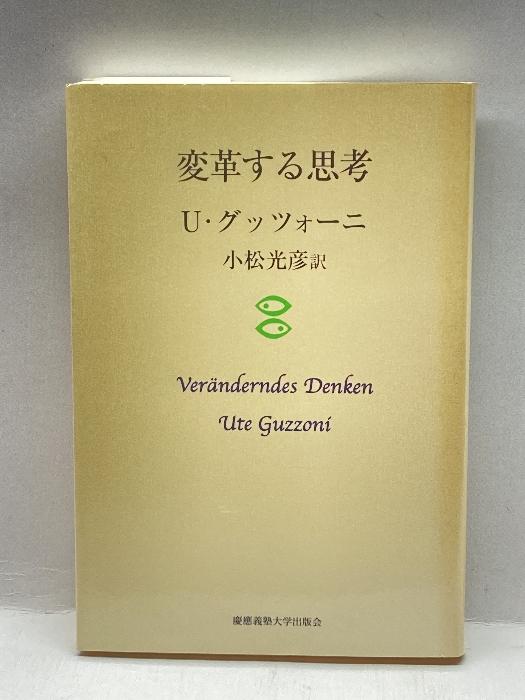 変革する思考
U・グッツォーニ
小松光彦訳
Veränderndes Denken
Ute Guzzoni
慶應義塾大学出版会